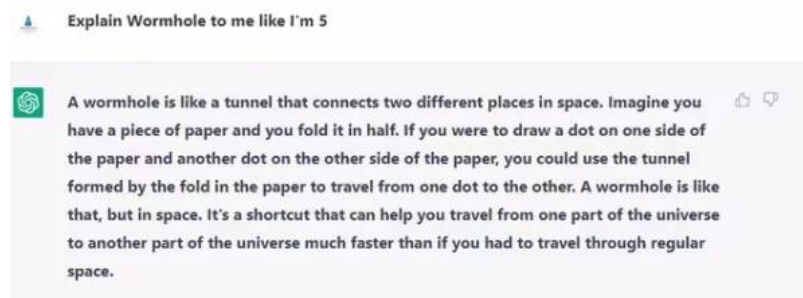 Explain Wormhole to me like I'm 5
A wormhole is like a tunnel that connects two different places in space. Imagine you
have a piece of paper and you fold it in half. If you were to draw a dot on one side of
the paper and another dot on the other side of the paper, you could use the tunnel
formed by the fold in the paper to travel from one dot to the other. A wormhole is like
that, but in space. It's a shortcut that can help you travel from one part of the universe
to another part of the universe much faster than if you had to travel through regular
space.